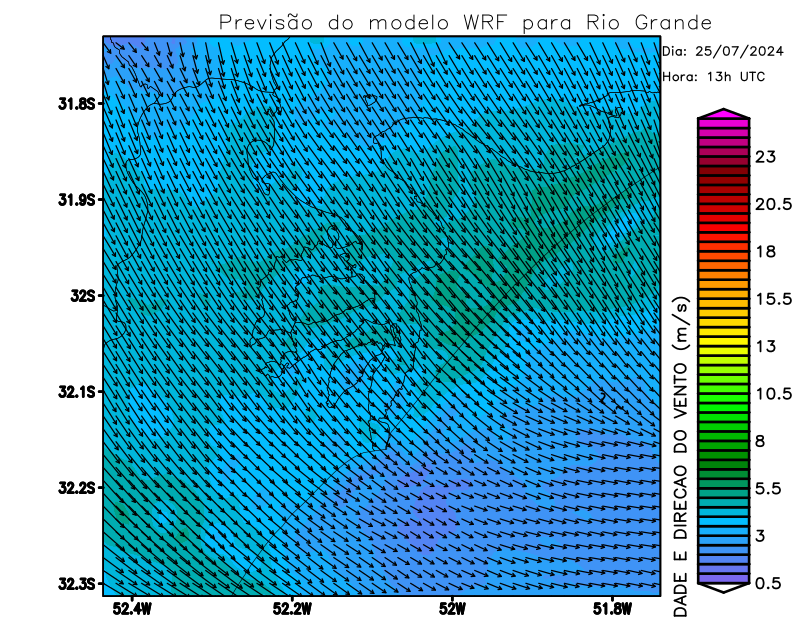 Previsão do modelo WRF para Rio Grande
Dia: 25/07/2024
Hora: 13h UTC
31.8S
31.9S
32S
32.1S
32.2S
32.3S
52.4W
52.2W
52W
51.8W
23
20.5
18
15.5
13
10.5
8
5.5
3
0.5
DADE E DIRECAO DO VENTO (m/s)